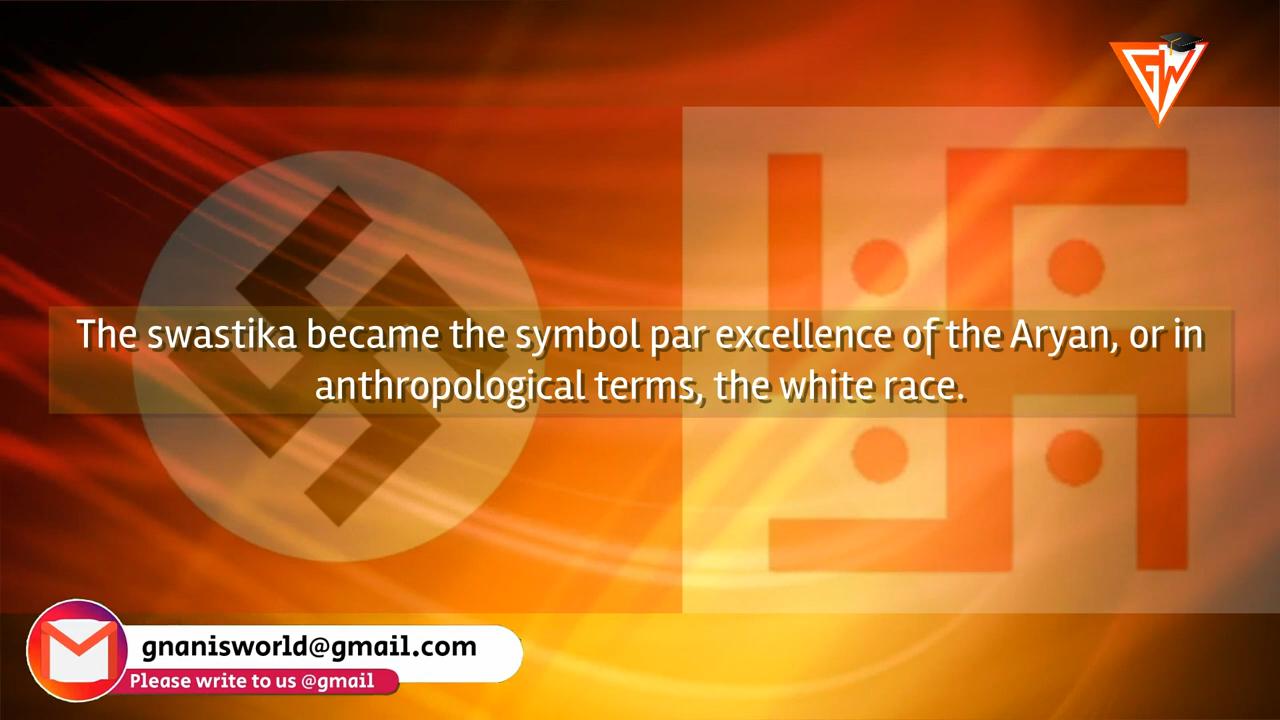 GW
The swastika became the symbol par excellence of the Aryan, or in
anthropological terms, the white race.
gnanisworld@gmail.com
Please write to us @gmail